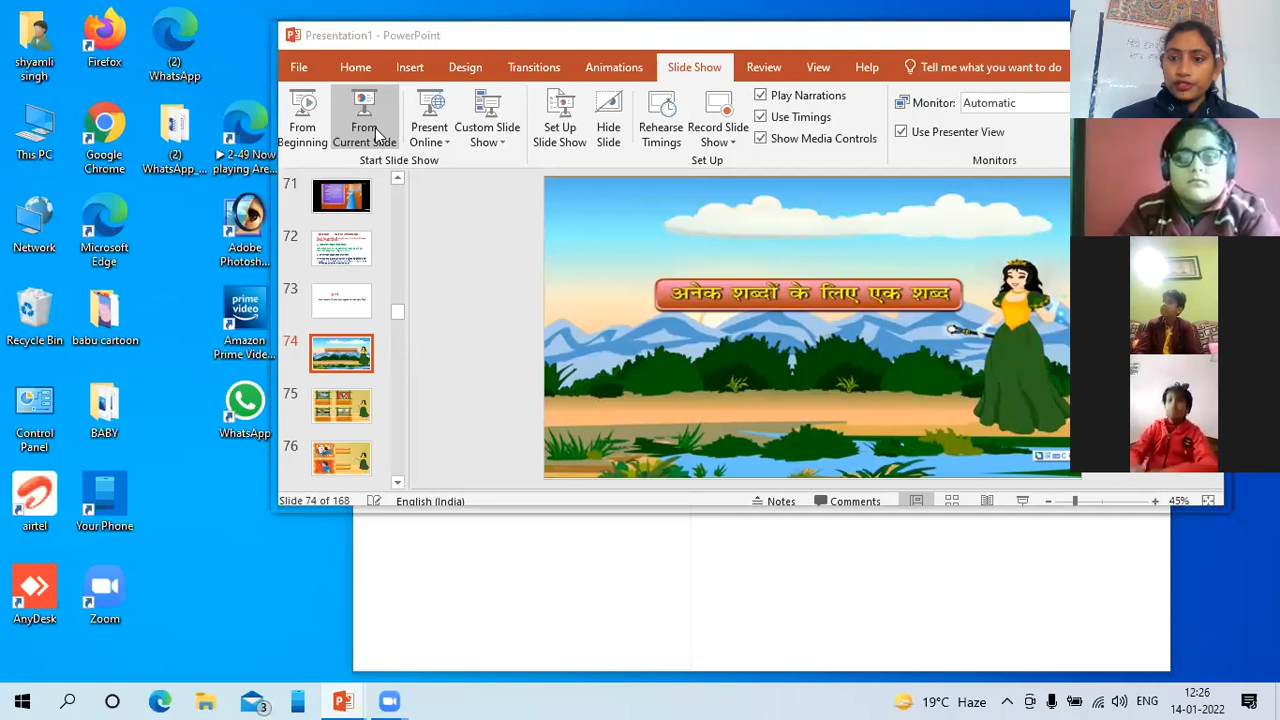 shyamli
singh
Firefox
(2)
WhatsApp
This PC
Google
Chrome
(2)
WhatsApp_...
2-49 Now
playing Are...
Network
Microsoft
Edge
Adobe
Photosh...
Recycle Bin
babu cartoon
prime
video
Amazon
Prime Vide...
Control
Panel
BABY
WhatsApp
airtel
Your Phone
AnyDesk
Zoom
Presentation1 - PowerPoint
File Home Insert Design Transitions Animations Slide Show Review View Help Tell me what you want to do
From
Beginning
From
Current Slide
Present
Online
Custom Slide
Show
Set Up
Slide Show
Hide
Slide
Rehearse
Timings
Record Slide
Show
Play Narrations
Use Timings
Show Media Controls
Monitor: Automatic
Use Presenter View
Start Slide Show
Set Up
Monitors
71
72
73
74
75
76
अनेक शब्दों के लिए एक शब्द
Slide 74 of 168 English (India) Notes Comments 45%
3
19°C Haze ENG 12:26
14-01-2022